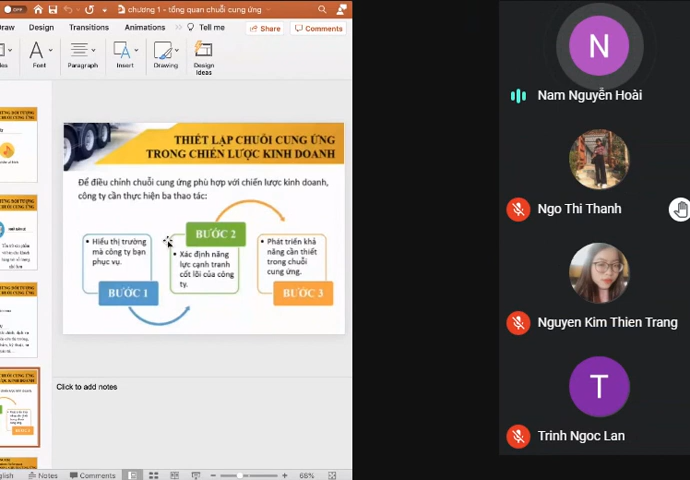 OFF
chương 1 - tổng quan chuỗi cung ứng
Draw Design Transitions Animations Tell me
Share Comments
Font Paragraph Insert Drawing Design Ideas
THIẾT LẬP CHUỖI CUNG ỨNG
TRONG CHIẾN LƯỢC KINH DOANH
Để điều chỉnh chuỗi cung ứng phù hợp với chiến lược kinh doanh,
công ty cần thực hiện ba thao tác:
• Hiểu thị trường
mà công ty bạn
phục vụ.
BƯỚC 1
BƯỚC 2
• Xác định năng
lực cạnh tranh
cốt lõi của công
ty.
• Phát triển khả
năng cần thiết
trong chuỗi
cung ứng.
BƯỚC 3
Click to add notes
Notes Comments 68%
N
Nam Nguyễn Hoài
Ngo Thi Thanh
Nguyen Kim Thien Trang
T
Trinh Ngoc Lan